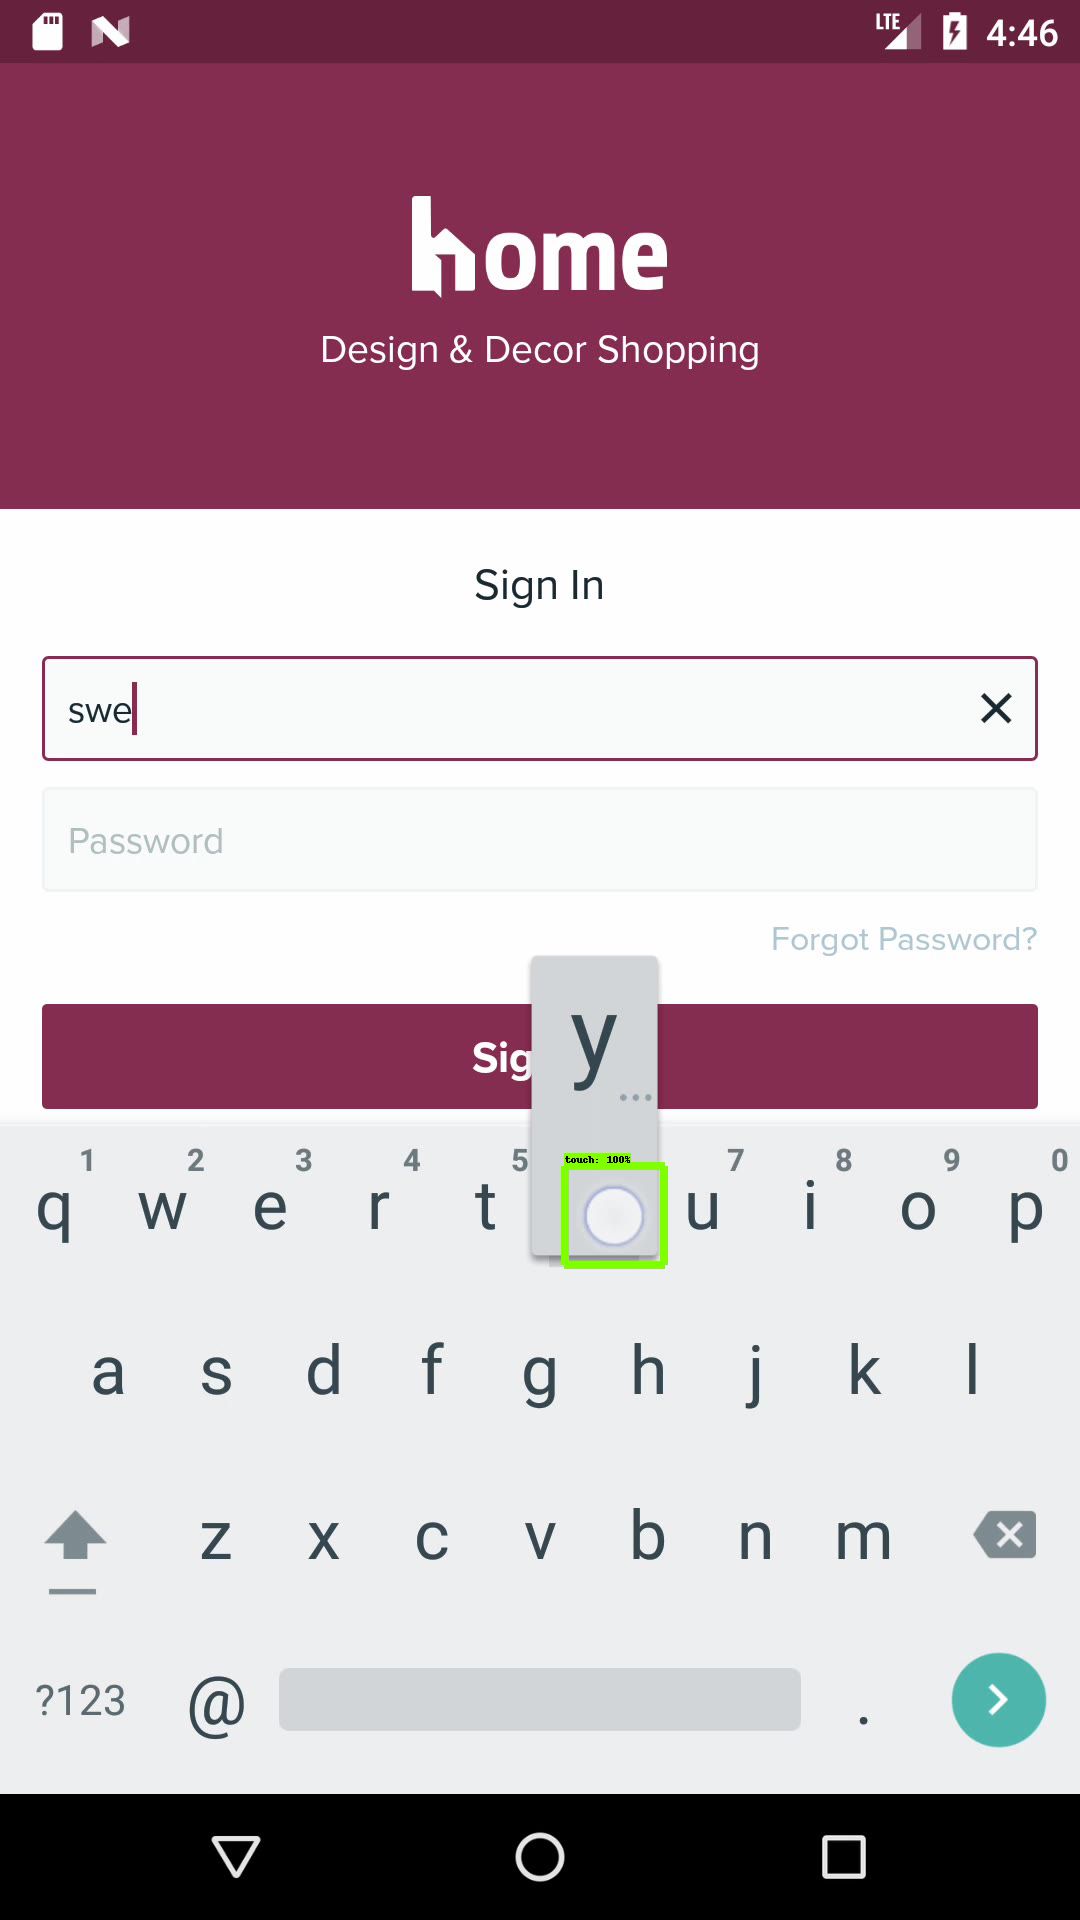 LTE 4:46
home
Design & Decor Shopping
Sign In
swe
Password
Forgot Password?
Sig
y
...
touch: 100%
1 2 3 4 5 7 8 9 0
q w e r t u i o p
a s d f g h j k l
z x c v b n m
?123 @ .